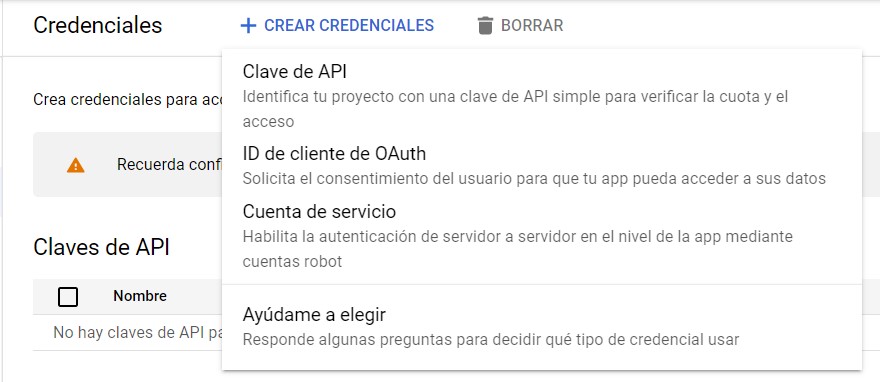 Credenciales
+ CREAR CREDENCIALES
BORRAR
Clave de API
Identifica tu proyecto con una clave de API simple para verificar la cuota y el
acceso
ID de cliente de OAuth
Solicita el consentimiento del usuario para que tu app pueda acceder a sus datos
Cuenta de servicio
Habilita la autenticación de servidor a servidor en el nivel de la app mediante
cuentas robot
Ayúdame a elegir
Responde algunas preguntas para decidir qué tipo de credencial usar
Crea credenciales para acc
Recuerda confi
Claves de API
Nombre
No hay claves de API pa